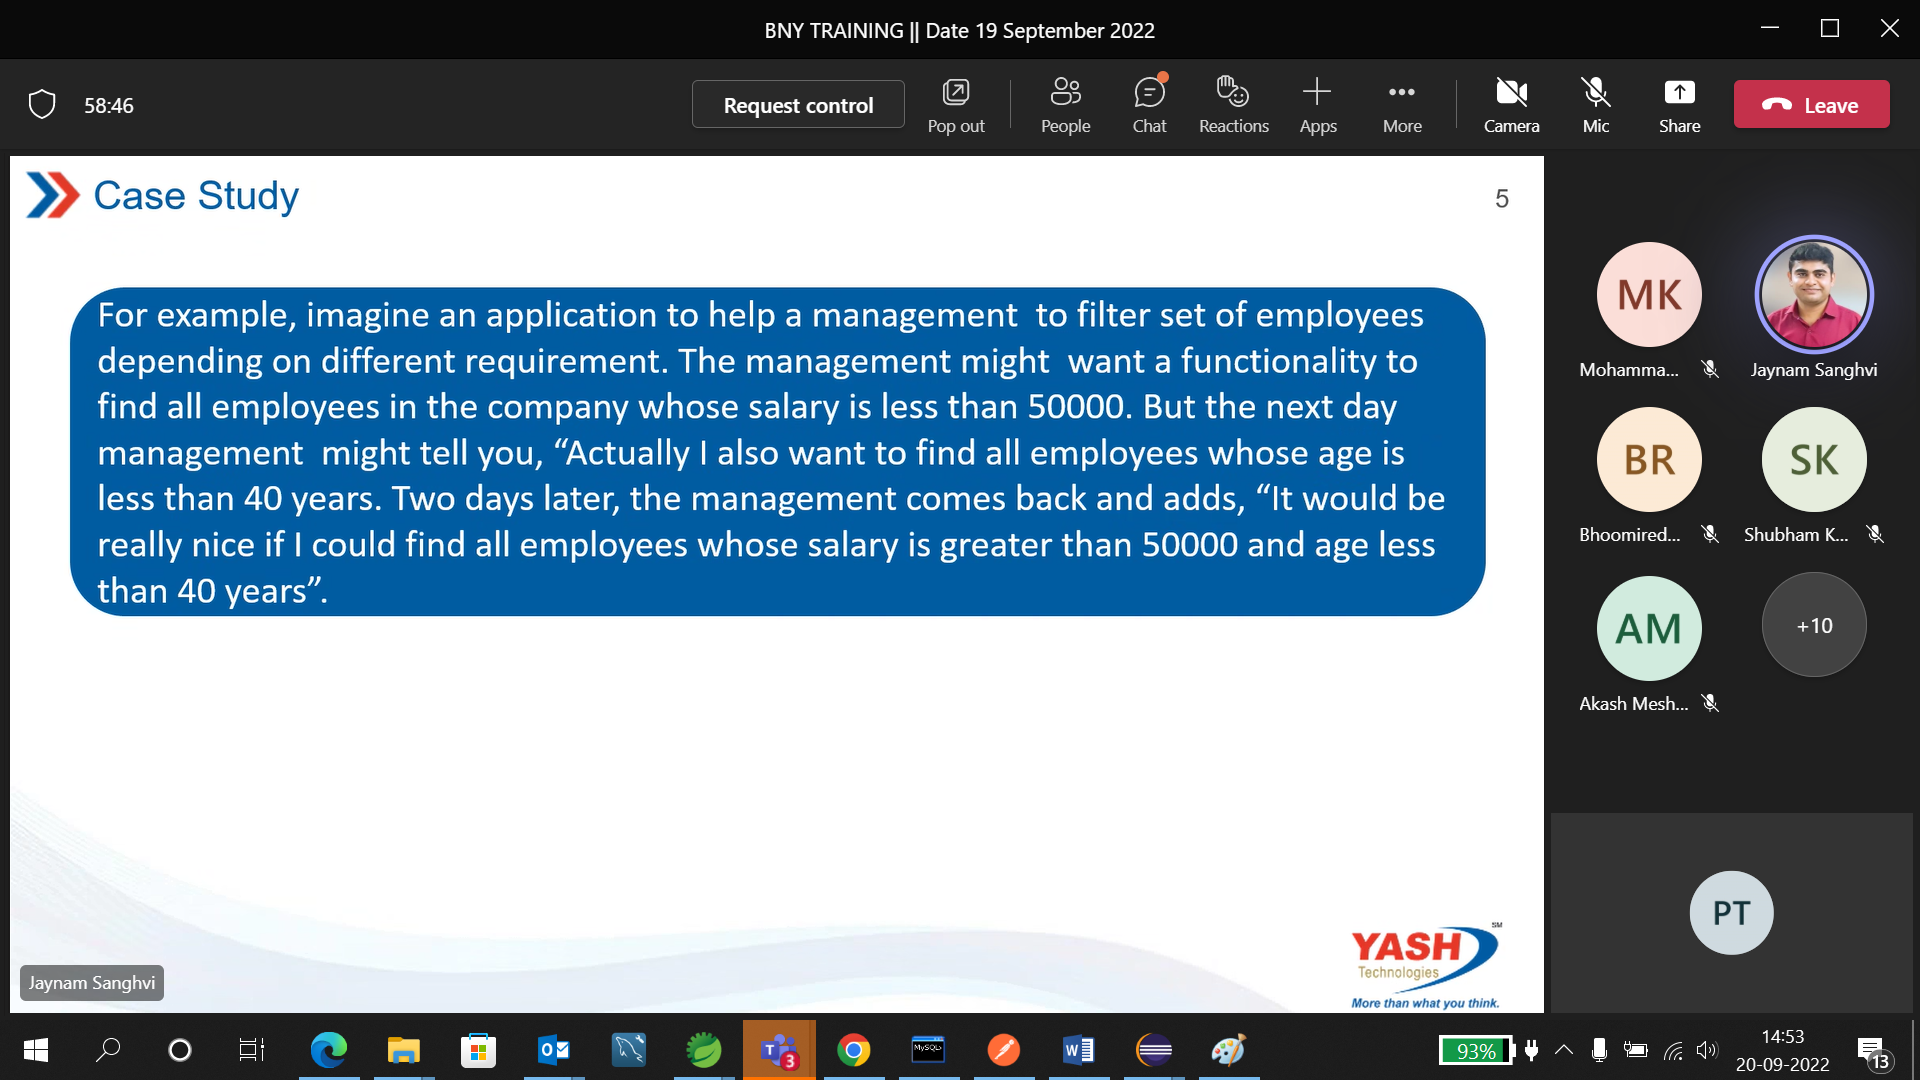 BNY TRAINING || Date 19 September 2022
58:46
Request control
Pop out
People
Chat
Reactions
Apps
More
Camera
Mic
Share
Leave
Case Study
5
For example, imagine an application to help a management  to filter set of employees
depending on different requirement. The management might  want a functionality to
find all employees in the company whose salary is less than 50000. But the next day
management  might tell you, “Actually I also want to find all employees whose age is
less than 40 years. Two days later, the management comes back and adds, “It would be
really nice if I could find all employees whose salary is greater than 50000 and age less
than 40 years”.
MK
Mohamma...
Jaynam Sanghvi
BR
Bhoomired...
SK
Shubham K...
AM
Akash Mesh...
+10
PT
YASH
SM
Technologies
More than what you think.
Jaynam Sanghvi
T
3
MySQL
W
93%
14:53
20-09-2022
13